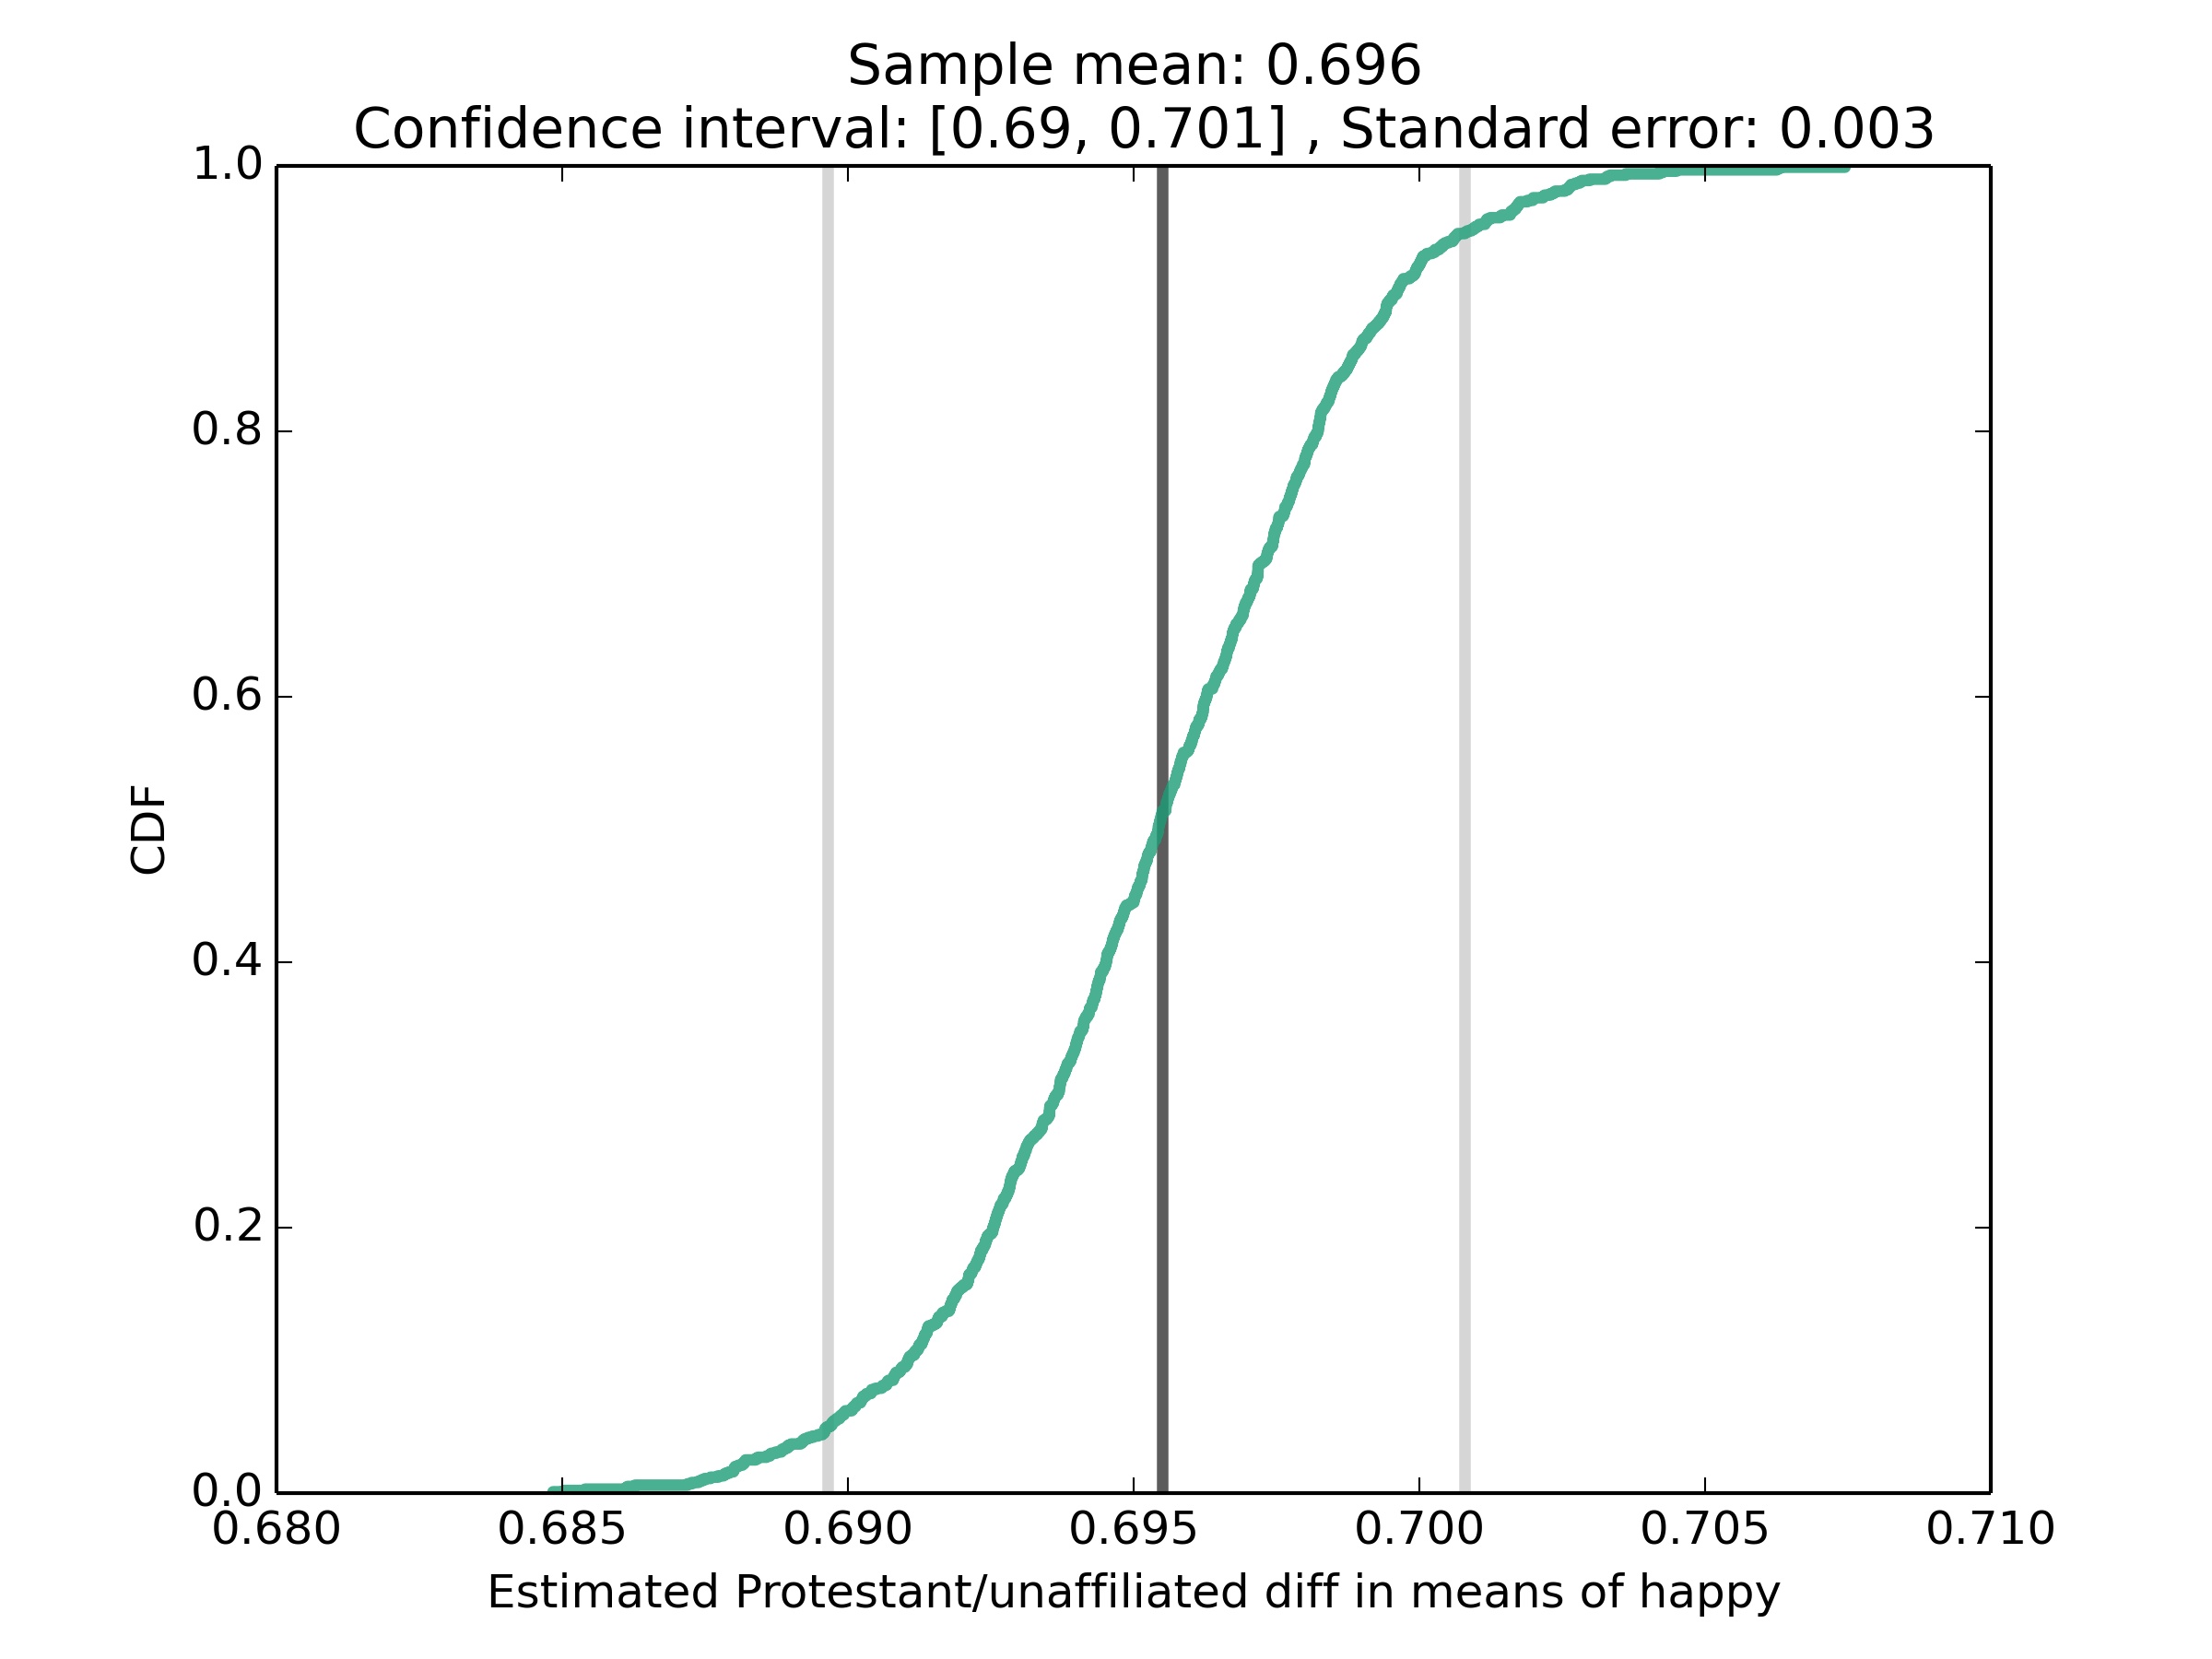 Sample mean: 0.696
Confidence interval: [0.69, 0.701] , Standard error: 0.003
1.0
0.8
0.6
0.4
0.2
0.0
CDF
0.680 0.685 0.690 0.695 0.700 0.705 0.710
Estimated Protestant/unaffiliated diff in means of happy